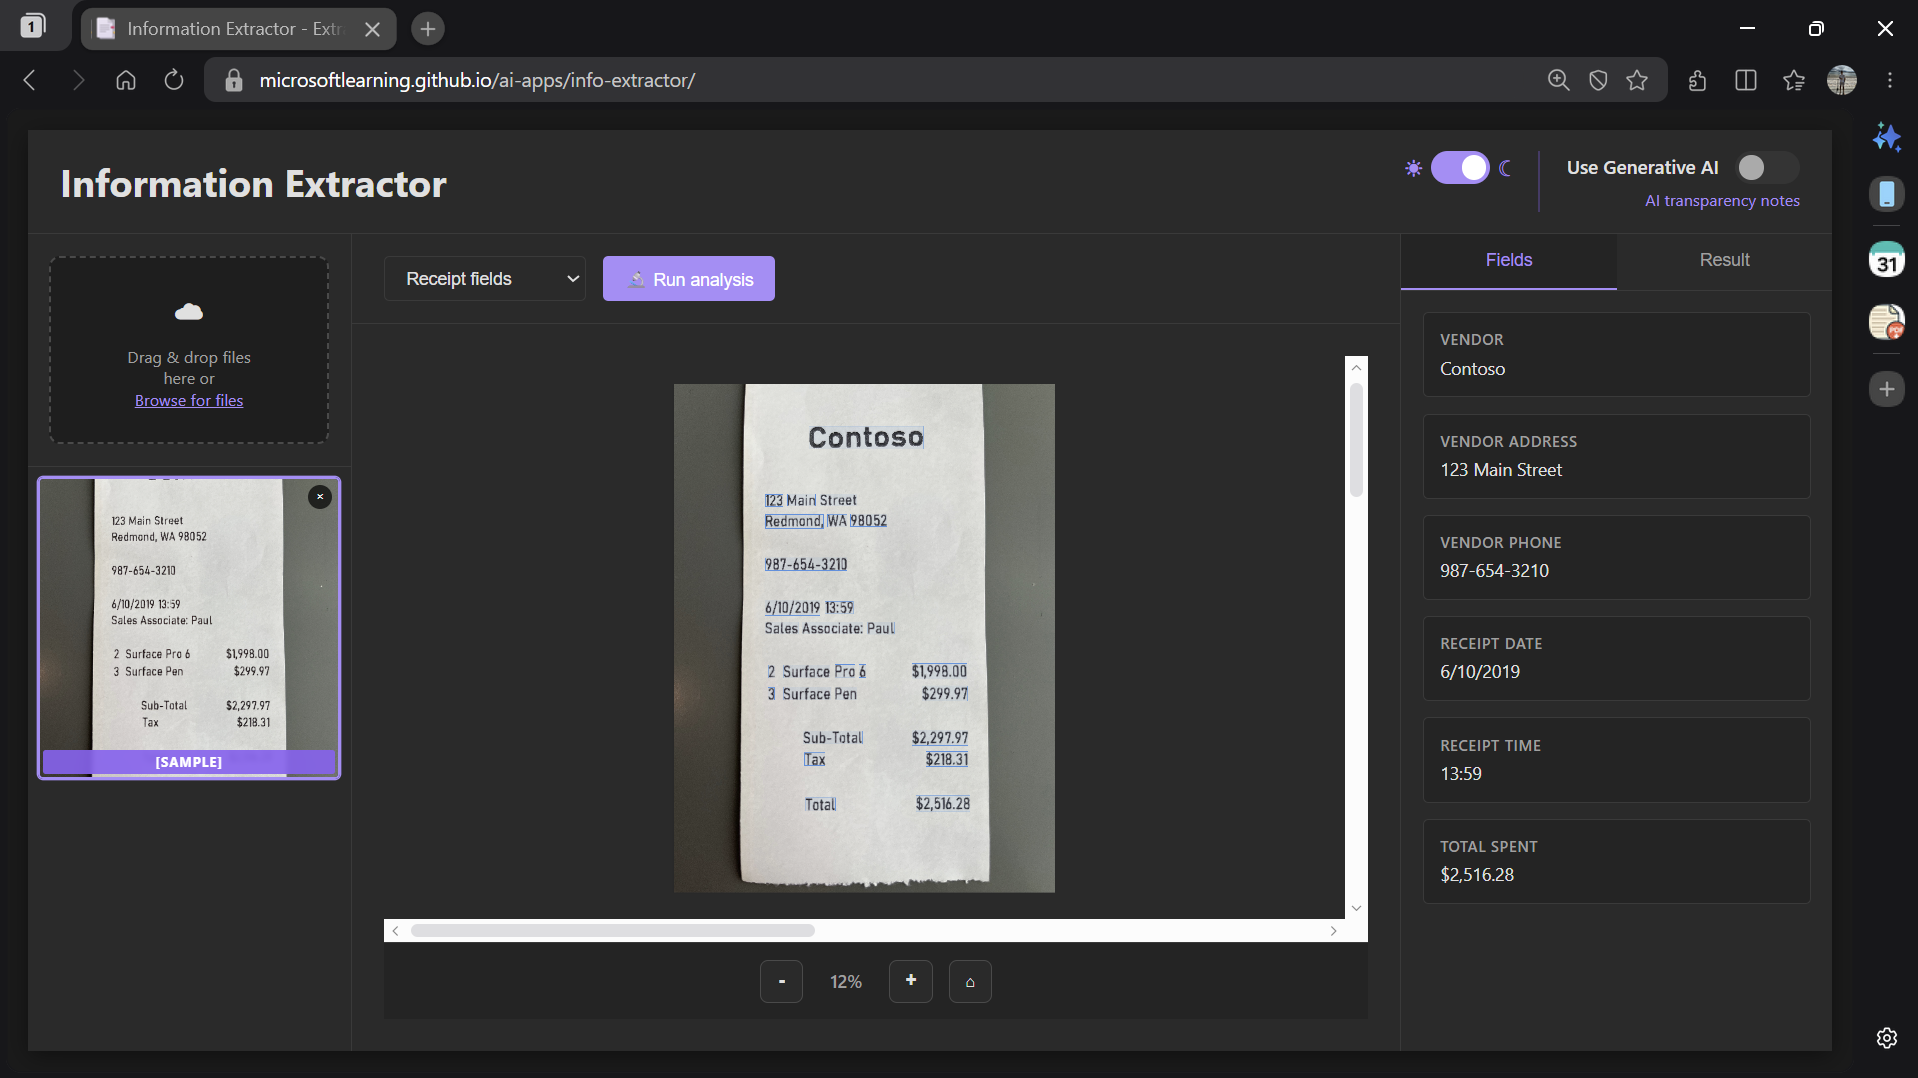 1
Information Extractor - Extr
microsoftlearning.github.io/ai-apps/info-extractor/
Information Extractor
Use Generative AI
AI transparency notes
Drag & drop files
here or
Browse for files
123 Main Street
Redmond, WA 98052
987-654-3210
6/10/2019 13:59
Sales Associate: Paul
2 Surface Pro 6 $1,998.00
3 Surface Pen $299.97
Sub-Total $2,297.97
Tax $218.31
[SAMPLE]
Receipt fields
Run analysis
Contoso
123 Main Street
Redmond, WA 98052
987-654-3210
6/10/2019 13:59
Sales Associate: Paul
2 Surface Pro 6 $1,998.00
3 Surface Pen $299.97
Sub-Total $2,297.97
Tax $218.31
Total $2,516.28
- 12% +
Fields Result
VENDOR
Contoso
VENDOR ADDRESS
123 Main Street
VENDOR PHONE
987-654-3210
RECEIPT DATE
6/10/2019
RECEIPT TIME
13:59
TOTAL SPENT
$2,516.28
31
PDF